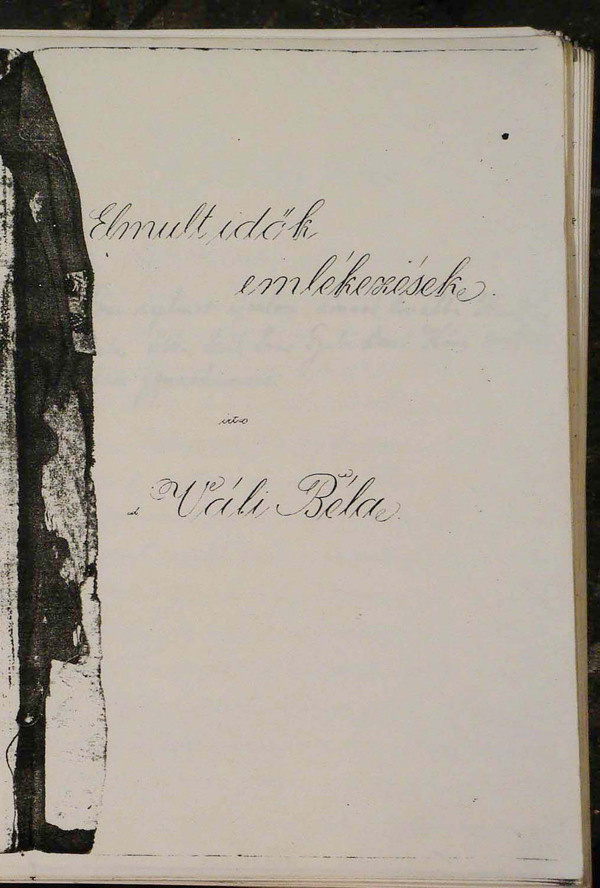 Elmult idők
emlékezések.
irta
Váli Béla.